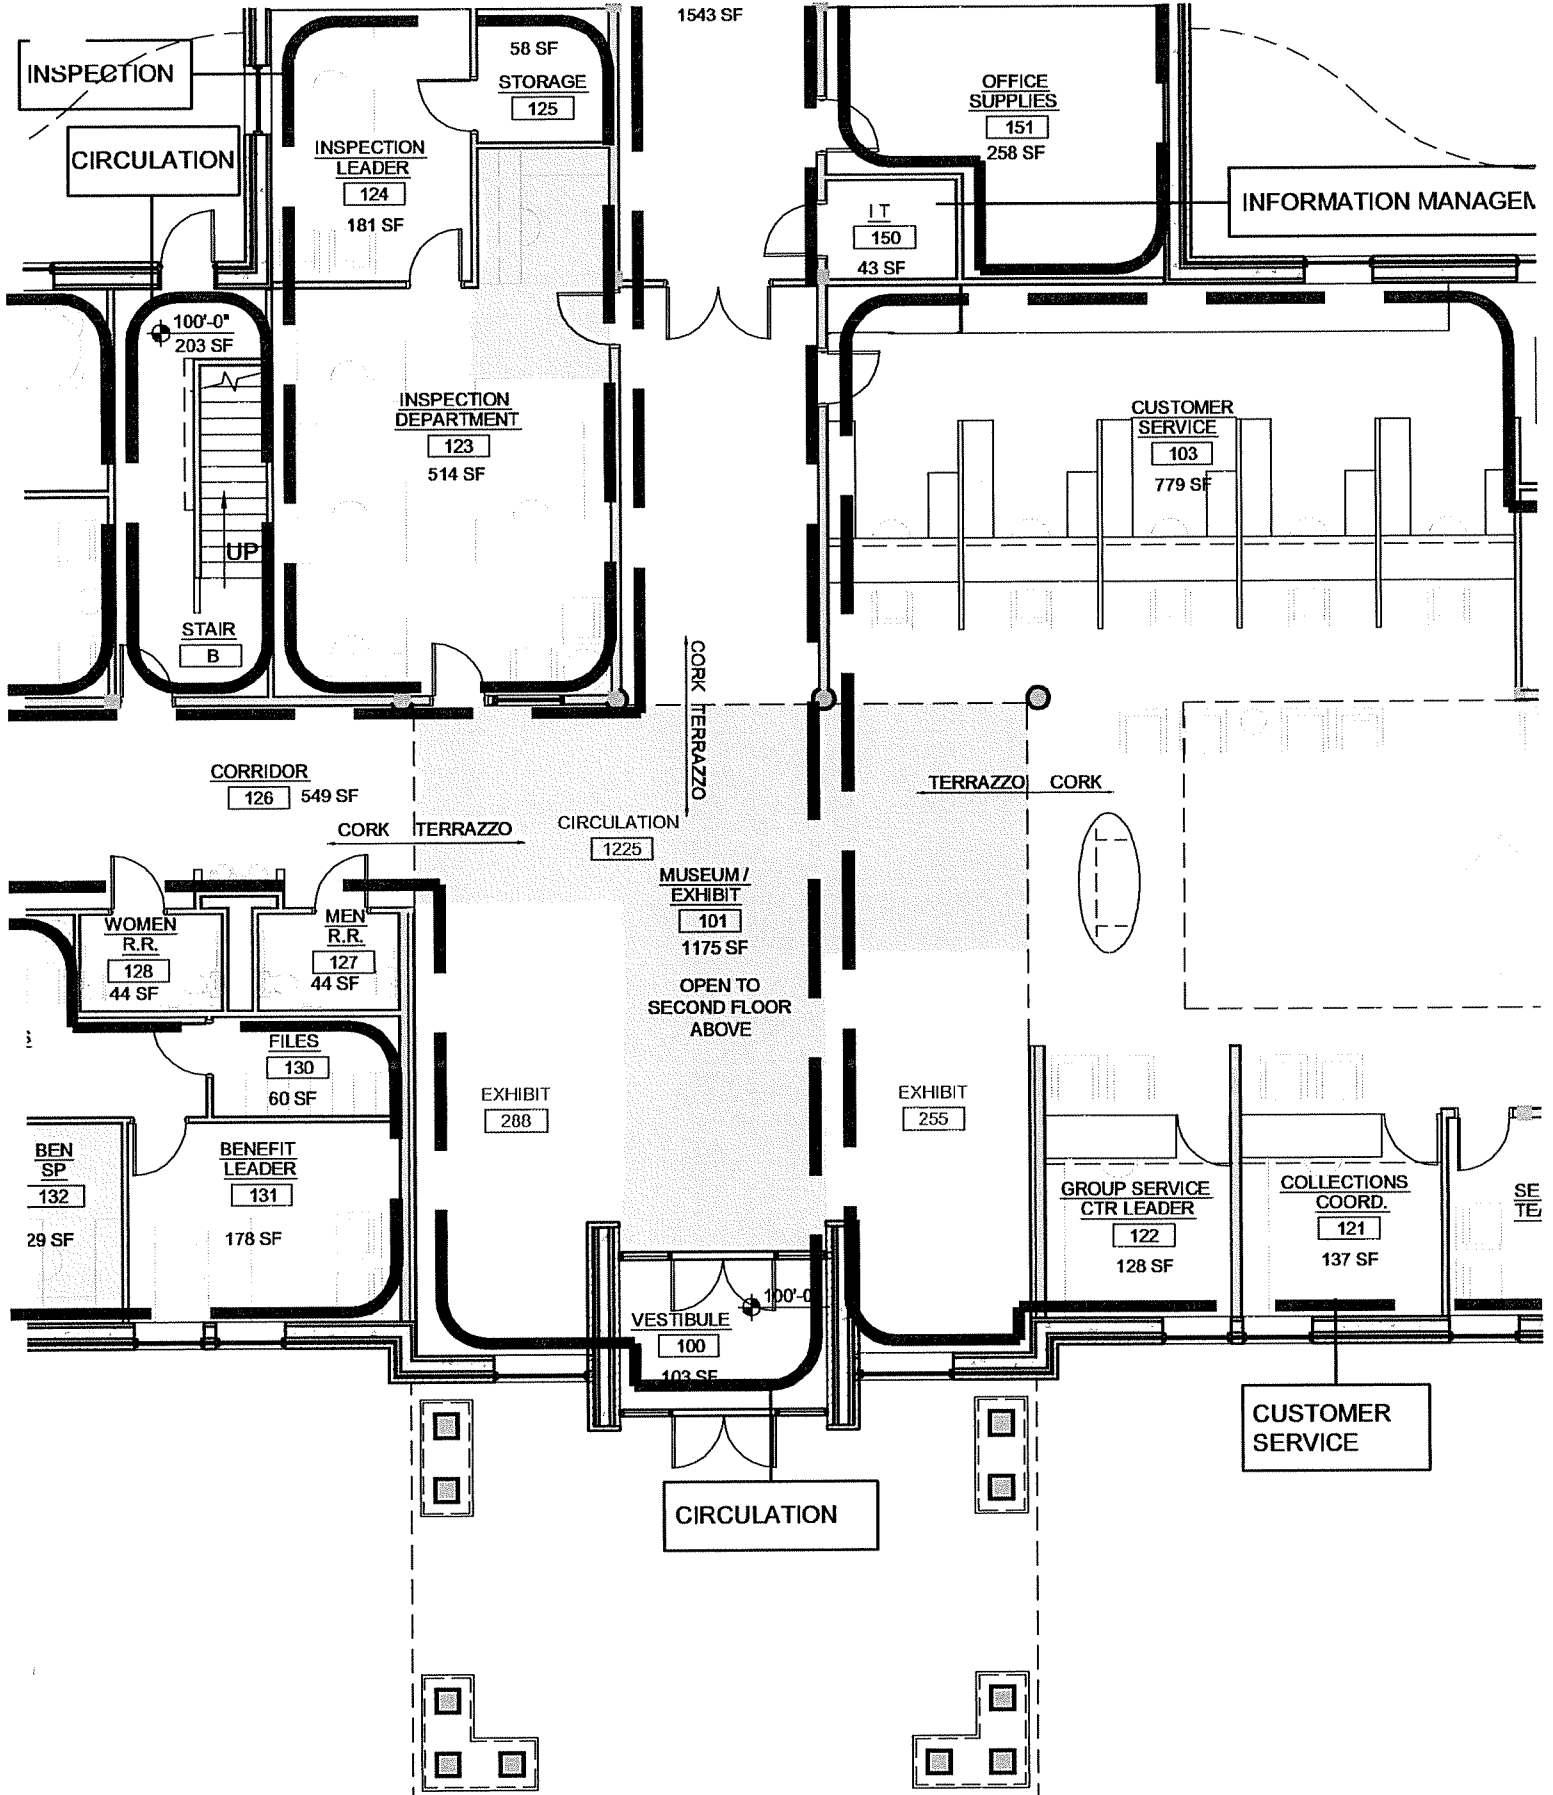 1543 SF
INSPECTION
58 SF
STORAGE
125
OFFICE
SUPPLIES
151
258 SF
CIRCULATION
INSPECTION
LEADER
124
181 SF
INFORMATION MANAGEM
I T
150
43 SF
100'-0"
203 SF
INSPECTION
DEPARTMENT
123
514 SF
CUSTOMER
SERVICE
103
779 SF
UP
STAIR
B
CORK TERRAZZO
CORRIDOR
126 549 SF
TERRAZZO CORK
CORK TERRAZZO
CIRCULATION
1225
MUSEUM /
EXHIBIT
101
1175 SF
OPEN TO
SECOND FLOOR
ABOVE
WOMEN
R.R.
128
44 SF
MEN
R.R.
127
44 SF
S
FILES
130
60 SF
EXHIBIT
288
EXHIBIT
255
BEN
SP
132
29 SF
BENEFIT
LEADER
131
178 SF
GROUP SERVICE
CTR LEADER
122
128 SF
COLLECTIONS
COORD.
121
137 SF
SE
TEA
100'-0
VESTIBULE
100
103 SF
CUSTOMER
SERVICE
CIRCULATION